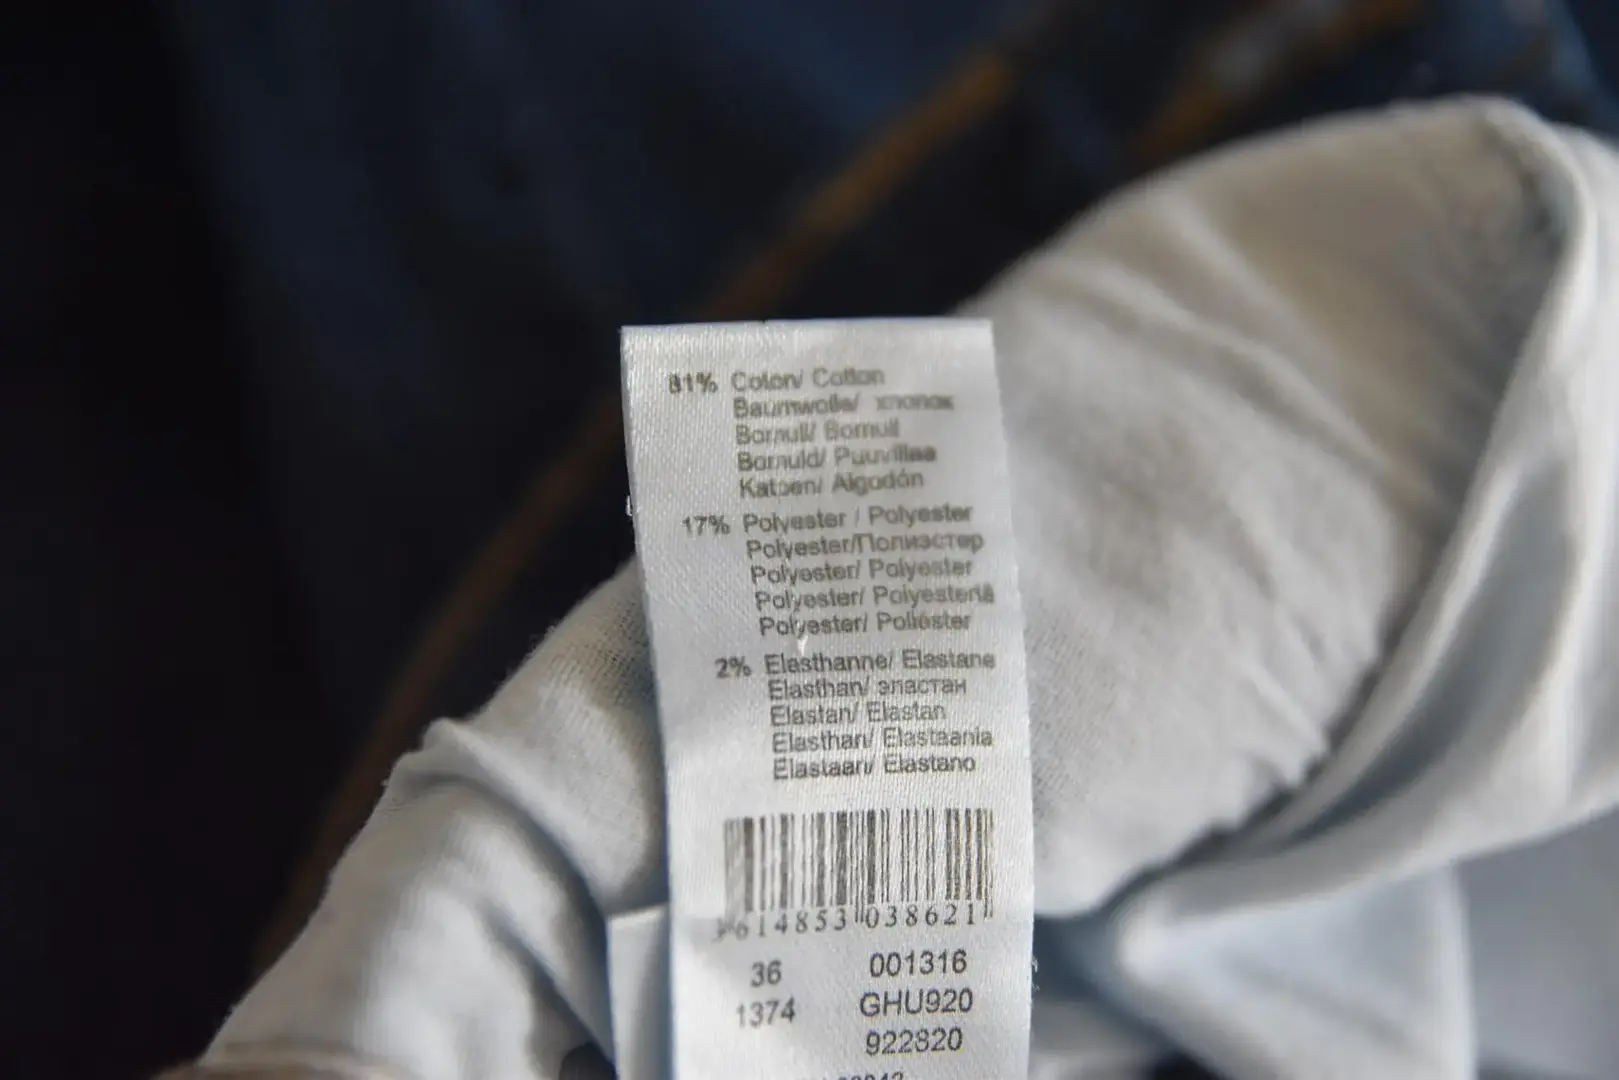 81% Coton/ Cotton
Baumwolle/ хлопок
Bomull/ Bomull
Bomuld/ Puuvillaa
Katoen/ Algodón
17% Polyester / Polyester
Polyester/Полиэстер
Polyester/ Polyester
Polyester/ Polyesteriä
Polyester/ Poliéster
2% Elasthanne/ Elastane
Elasthan/ эластан
Elastan/ Elastan
Elasthan/ Elastaania
Elastaan/ Elastano
3 614853 038621
36 001316
1374 GHU920
922820